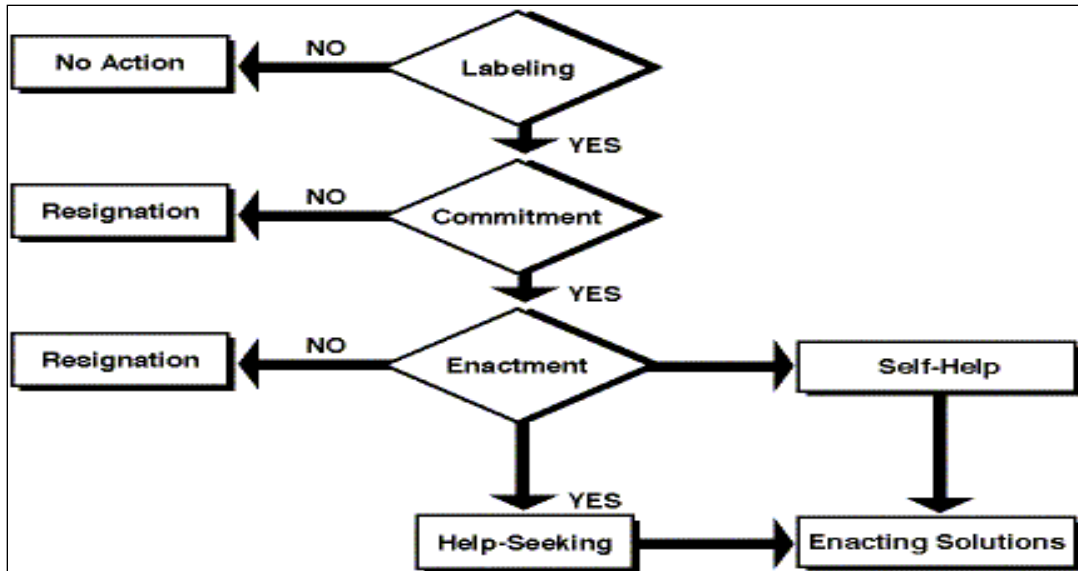 NO
No Action
Labeling
YES
NO
Resignation
Commitment
YES
NO
Resignation
Enactment
Self-Help
YES
Help-Seeking
Enacting Solutions